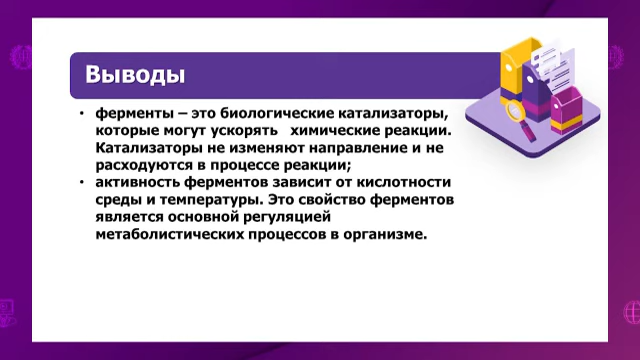 Выводы
• ферменты – это биологические катализаторы,
которые могут ускорять химические реакции.
Катализаторы не изменяют направление и не
расходуются в процессе реакции;
• активность ферментов зависит от кислотности
среды и температуры. Это свойство ферментов
является основной регуляцией
метаболистических процессов в организме.